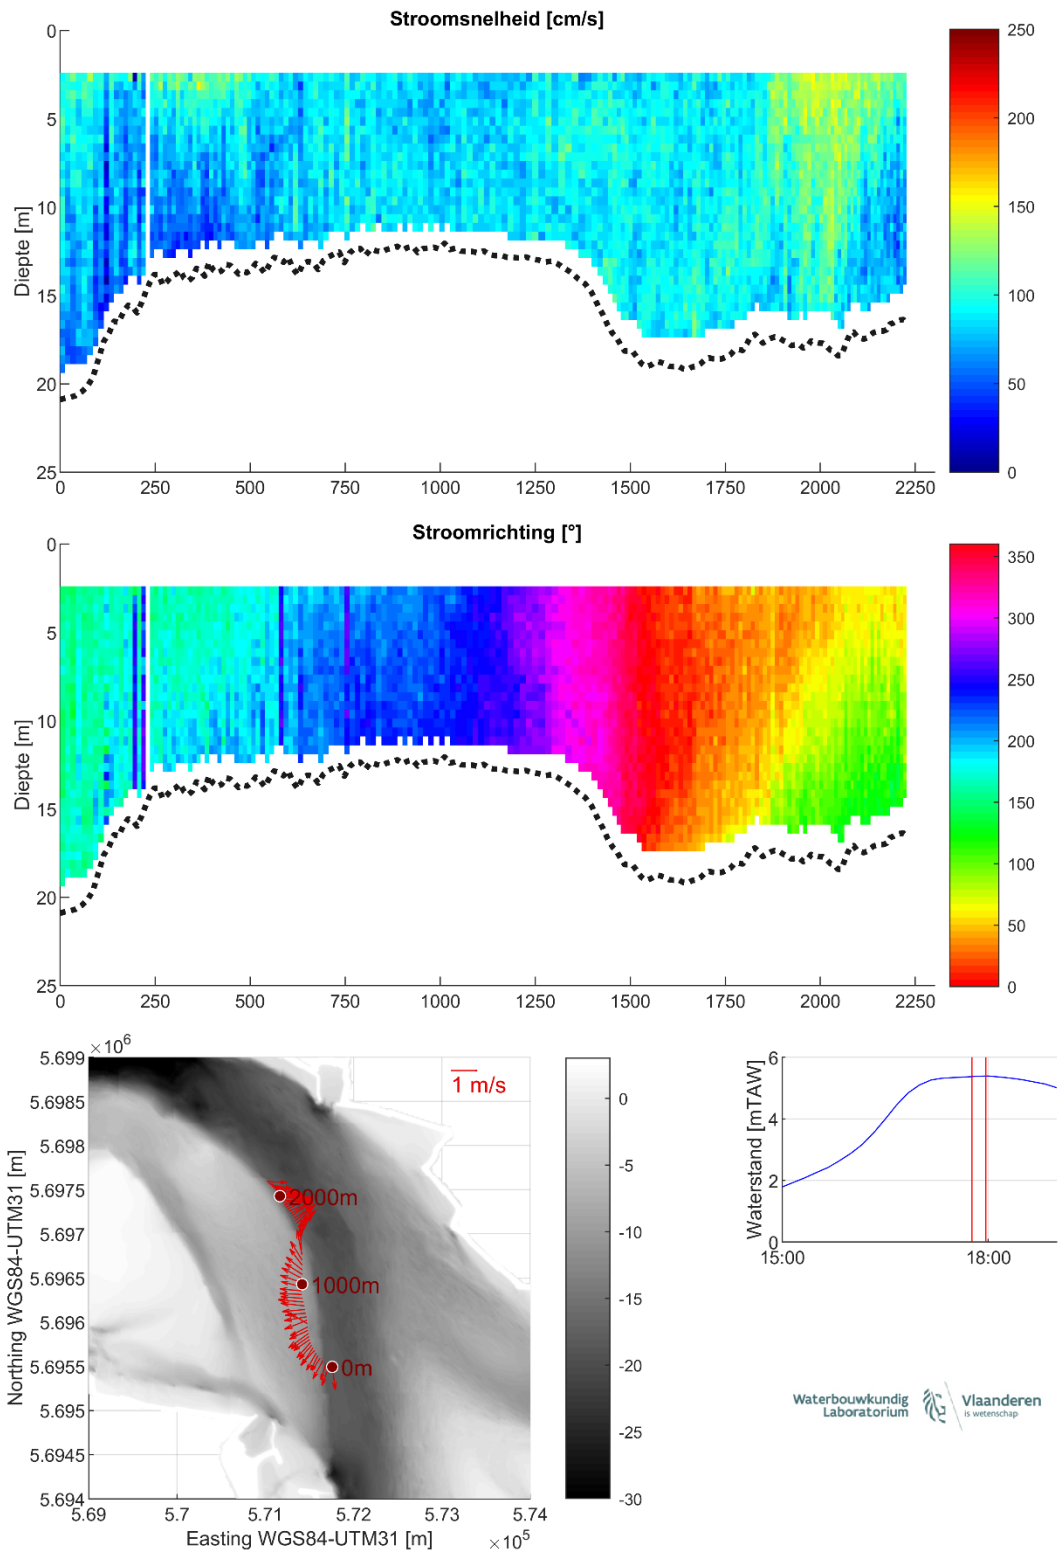 Stroomsnelheid [cm/s]
0
5
10
15
20
25
Diepte [m]
0 250 500 750 1000 1250 1500 1750 2000 2250
250
200
150
100
50
0
Stroomrichting [°]
0
5
10
15
20
25
Diepte [m]
0 250 500 750 1000 1250 1500 1750 2000 2250
350
300
250
200
150
100
50
0
×10⁶
5.699
5.6985
5.698
5.6975
5.697
5.6965
5.696
5.6955
5.695
5.6945
5.694
Northing WGS84-UTM31 [m]
1 m/s
2000m
1000m
0m
5.69 5.7 5.71 5.72 5.73 5.74
Easting WGS84-UTM31 [m]
×10⁵
0
-5
-10
-15
-20
-25
-30
6
4
2
0
Waterstand [mTAW]
15:00 18:00
Waterbouwkundig
Laboratorium
Vlaanderen
is wetenschap